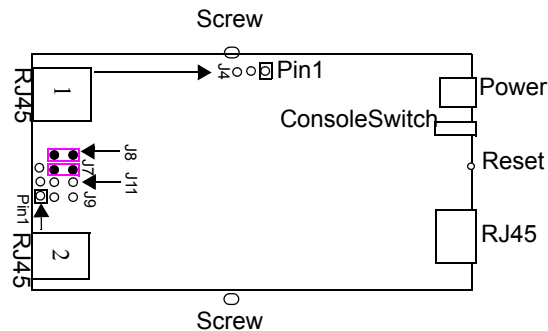 Screw
RJ45
1
J4
Pin1
Power
ConsoleSwitch
J8
J7
J11
Reset
J9
Pin1
RJ45
2
RJ45
Screw